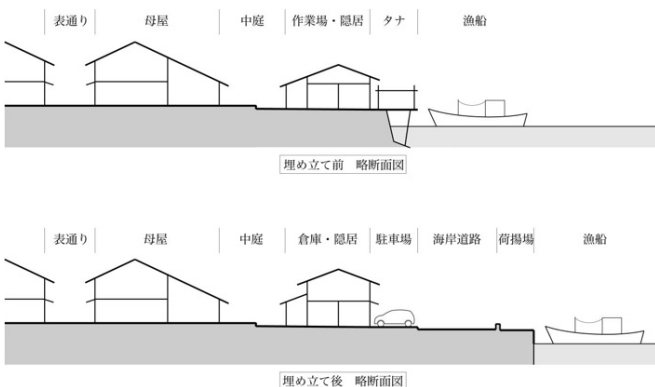 表通り 母屋 中庭 作業場・隠居 タナ 漁船
埋め立て前 略断面図
表通り 母屋 中庭 倉庫・隠居 駐車場 海岸道路 荷揚場 漁船
埋め立て後 略断面図